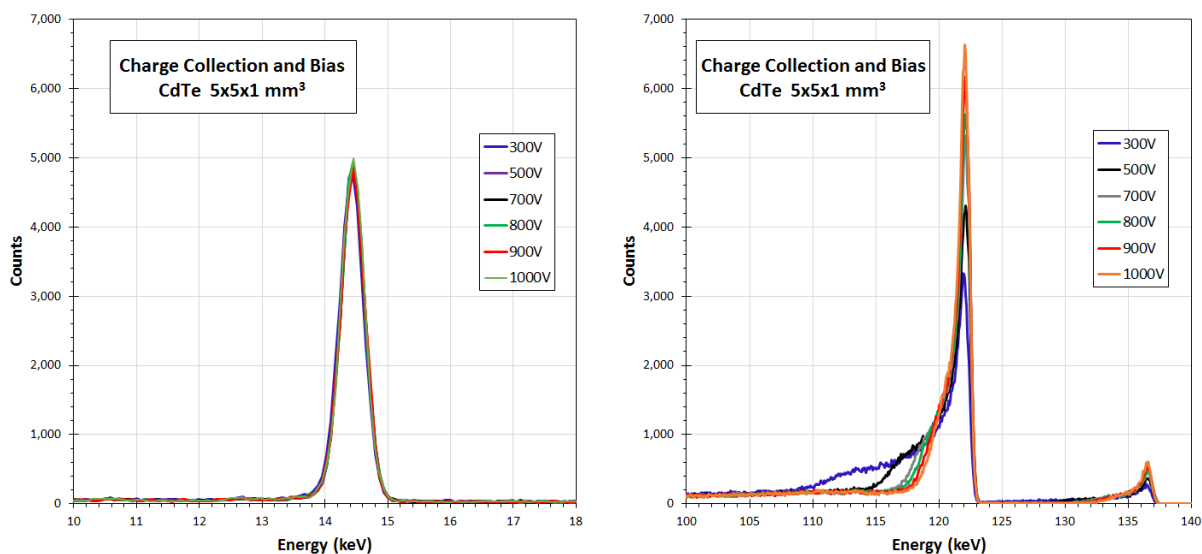 7,000
6,000
5,000
4,000
3,000
2,000
1,000
0
Counts
Charge Collection and Bias
CdTe 5x5x1 mm³
300V
500V
700V
800V
900V
1000V
10 11 12 13 14 15 16 17 18
Energy (keV)
7,000
6,000
5,000
4,000
3,000
2,000
1,000
0
Counts
Charge Collection and Bias
CdTe 5x5x1 mm³
300V
500V
700V
800V
900V
1000V
100 105 110 115 120 125 130 135 140
Energy (keV)